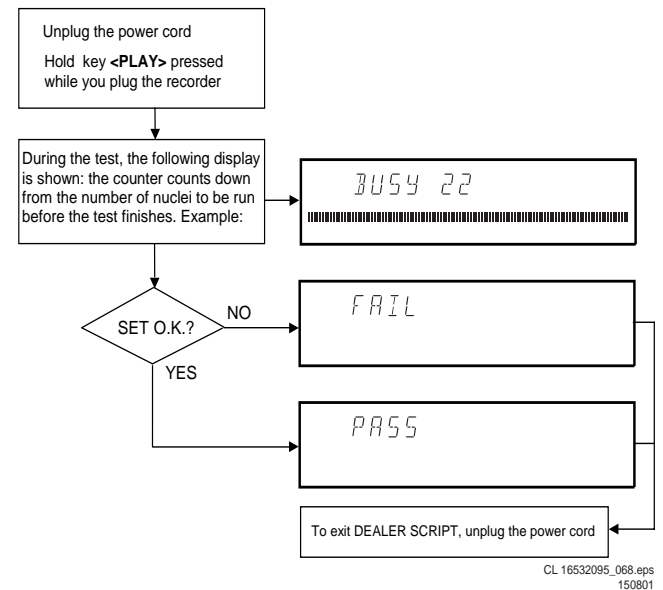 Unplug the power cord
Hold key <PLAY> pressed
while you plug the recorder
During the test, the following display
is shown: the counter counts down
from the number of nuclei to be run
before the test finishes. Example:
BUSY 22
SET O.K.?
NO
YES
FAIL
PASS
To exit DEALER SCRIPT, unplug the power cord
CL 16532095_068.eps
150801